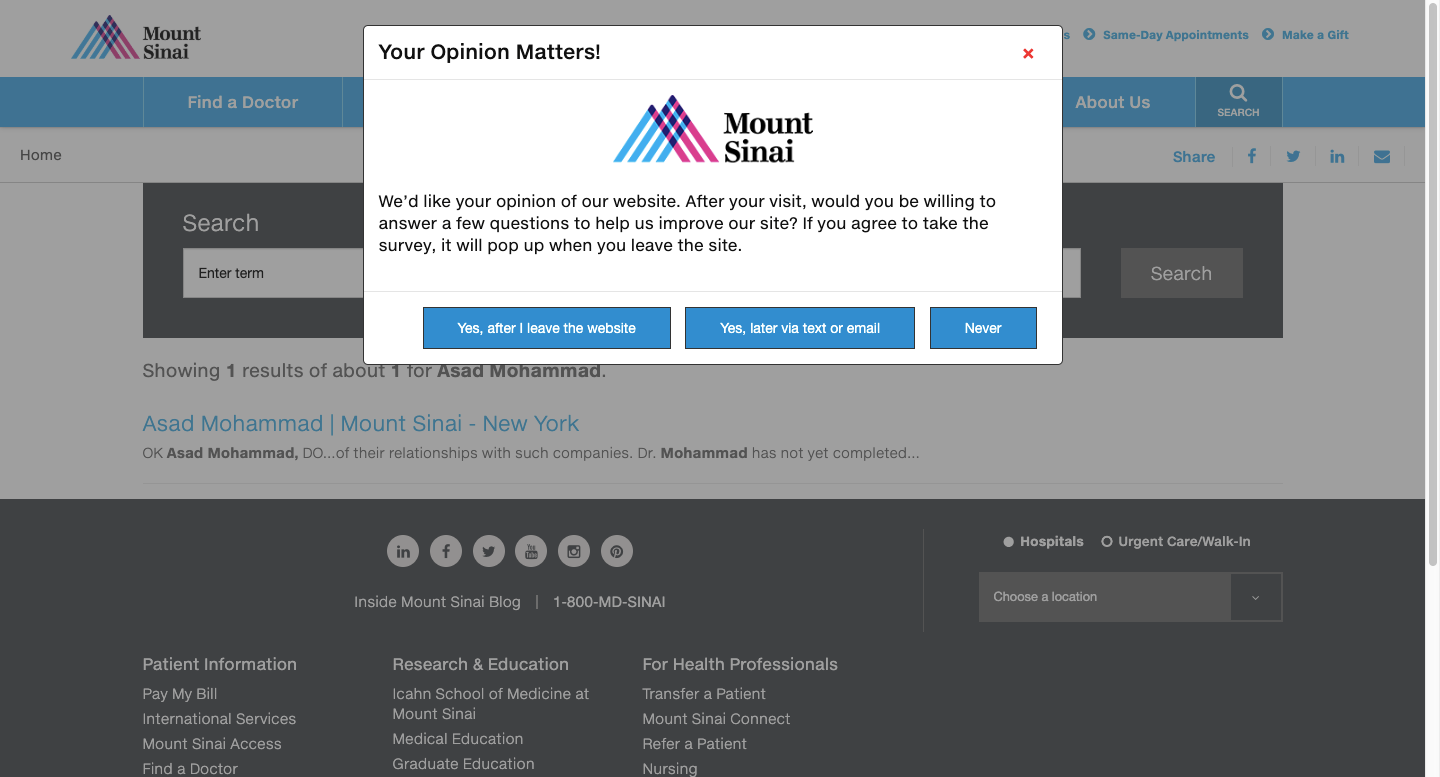 Mount
Sinai
s Same-Day Appointments Make a Gift
Your Opinion Matters!
Find a Doctor
About Us
SEARCH
Home
Share
Mount
Sinai
We'd like your opinion of our website. After your visit, would you be willing to
answer a few questions to help us improve our site? If you agree to take the
survey, it will pop up when you leave the site.
Search
Enter term
Search
Yes, after I leave the website
Yes, later via text or email
Never
Showing 1 results of about 1 for Asad Mohammad.
Asad Mohammad | Mount Sinai - New York
OK Asad Mohammad, DO...of their relationships with such companies. Dr. Mohammad has not yet completed...
Hospitals Urgent Care/Walk-In
Choose a location
Inside Mount Sinai Blog | 1-800-MD-SINAI
Patient Information
Pay My Bill
International Services
Mount Sinai Access
Find a Doctor
Research & Education
Icahn School of Medicine at
Mount Sinai
Medical Education
Graduate Education
For Health Professionals
Transfer a Patient
Mount Sinai Connect
Refer a Patient
Nursing